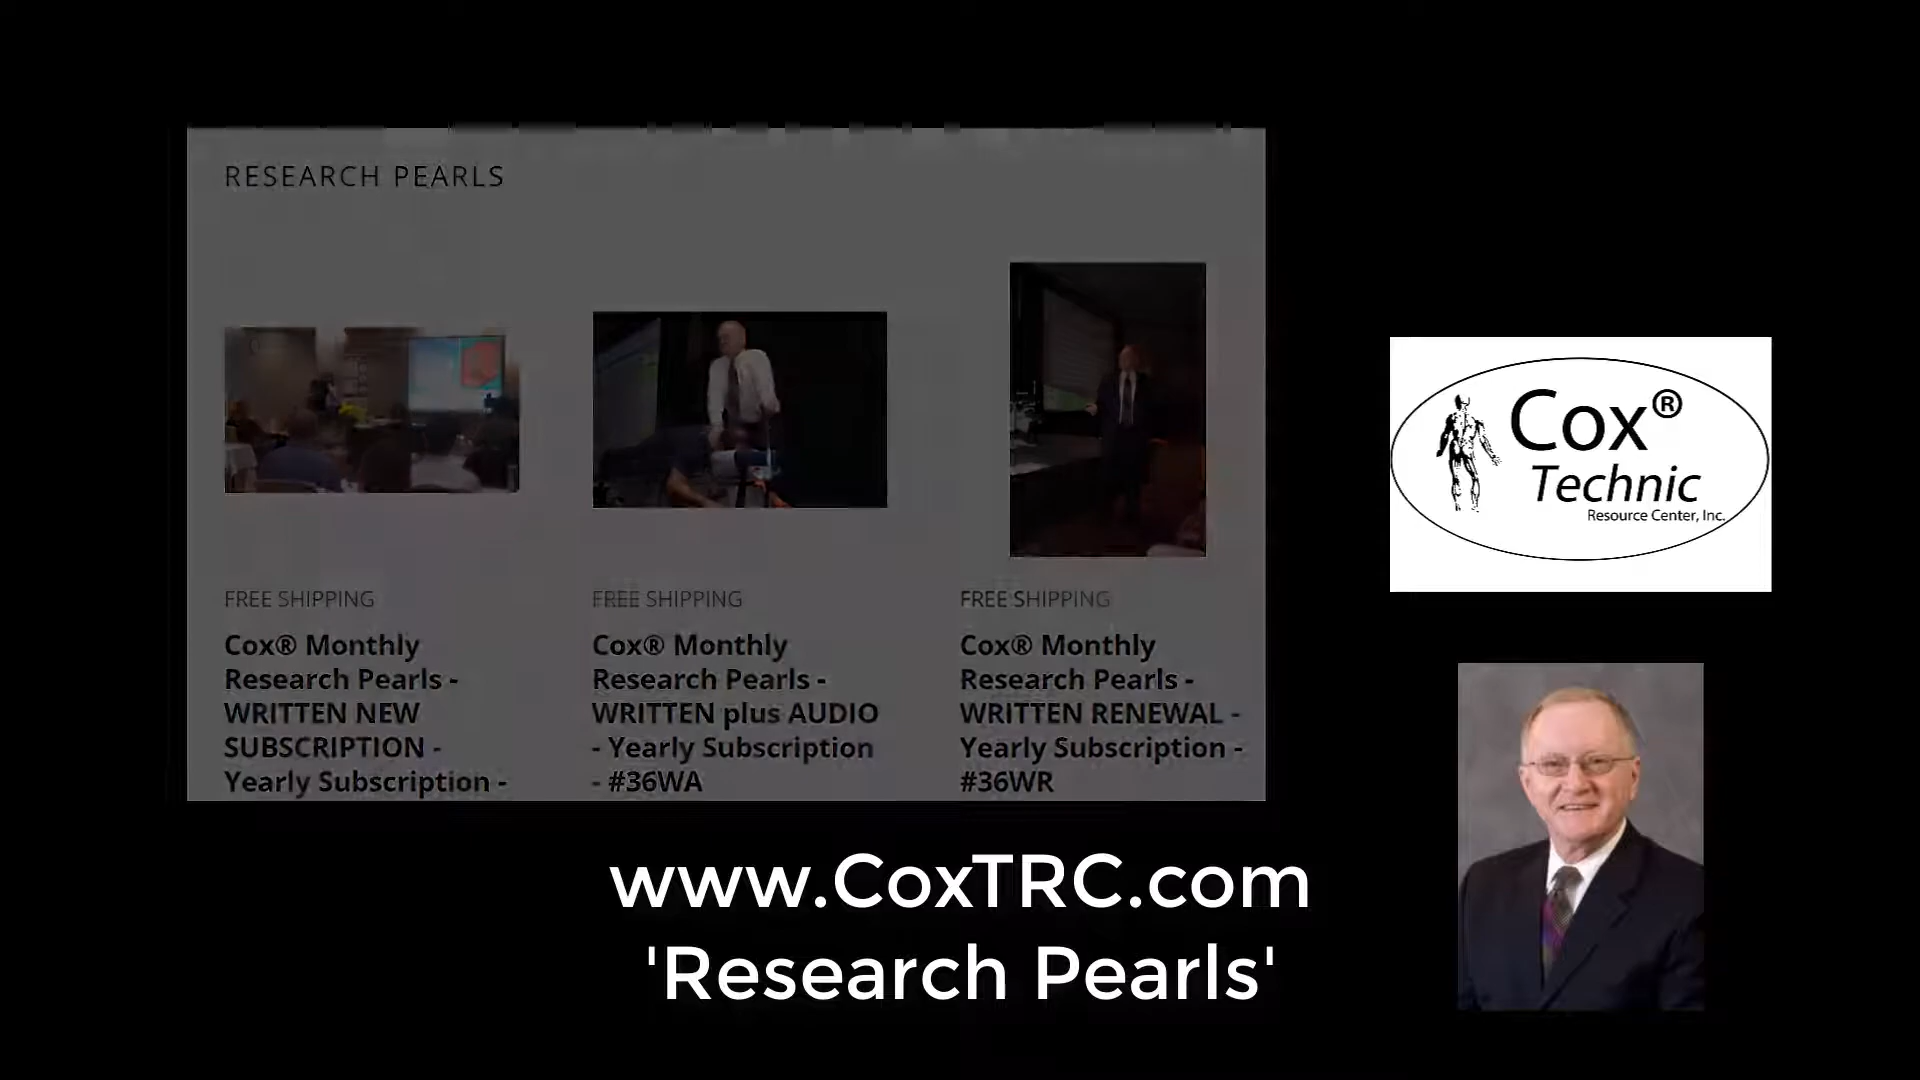 RESEARCH PEARLS
FREE SHIPPING
Cox® Monthly
Research Pearls -
WRITTEN NEW
SUBSCRIPTION -
Yearly Subscription -
FREE SHIPPING
Cox® Monthly
Research Pearls -
WRITTEN plus AUDIO
- Yearly Subscription
- #36WA
FREE SHIPPING
Cox® Monthly
Research Pearls -
WRITTEN RENEWAL -
Yearly Subscription -
#36WR
Cox®
Technic
Resource Center, Inc.
www.CoxTRC.com
'Research Pearls'